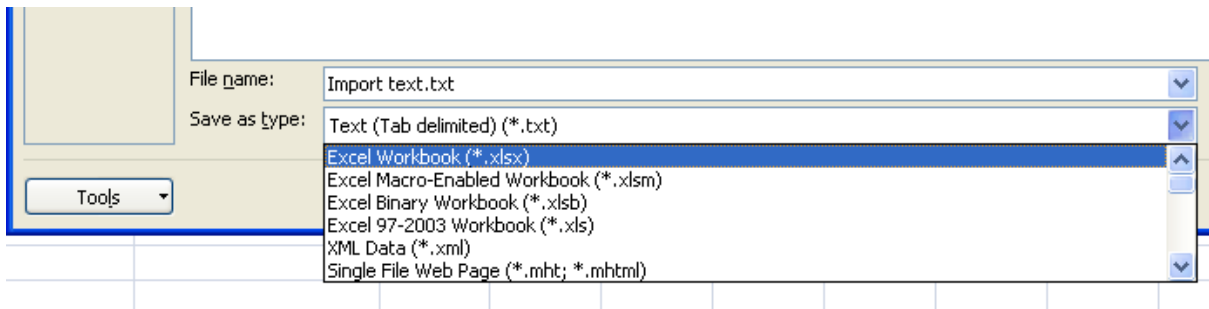 File name: Import text.txt
Save as type: Text (Tab delimited) (*.txt)
Excel Workbook (*.xlsx)
Excel Macro-Enabled Workbook (*.xlsm)
Excel Binary Workbook (*.xlsb)
Excel 97-2003 Workbook (*.xls)
XML Data (*.xml)
Single File Web Page (*.mht; *.mhtml)
Tools